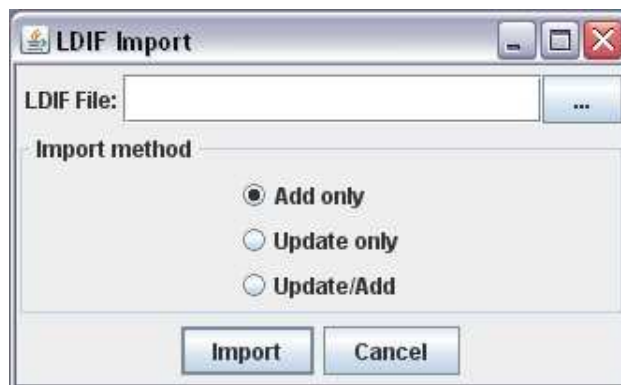 LDIF Import
LDIF File: ...
Import method
Add only
Update only
Update/Add
Import Cancel